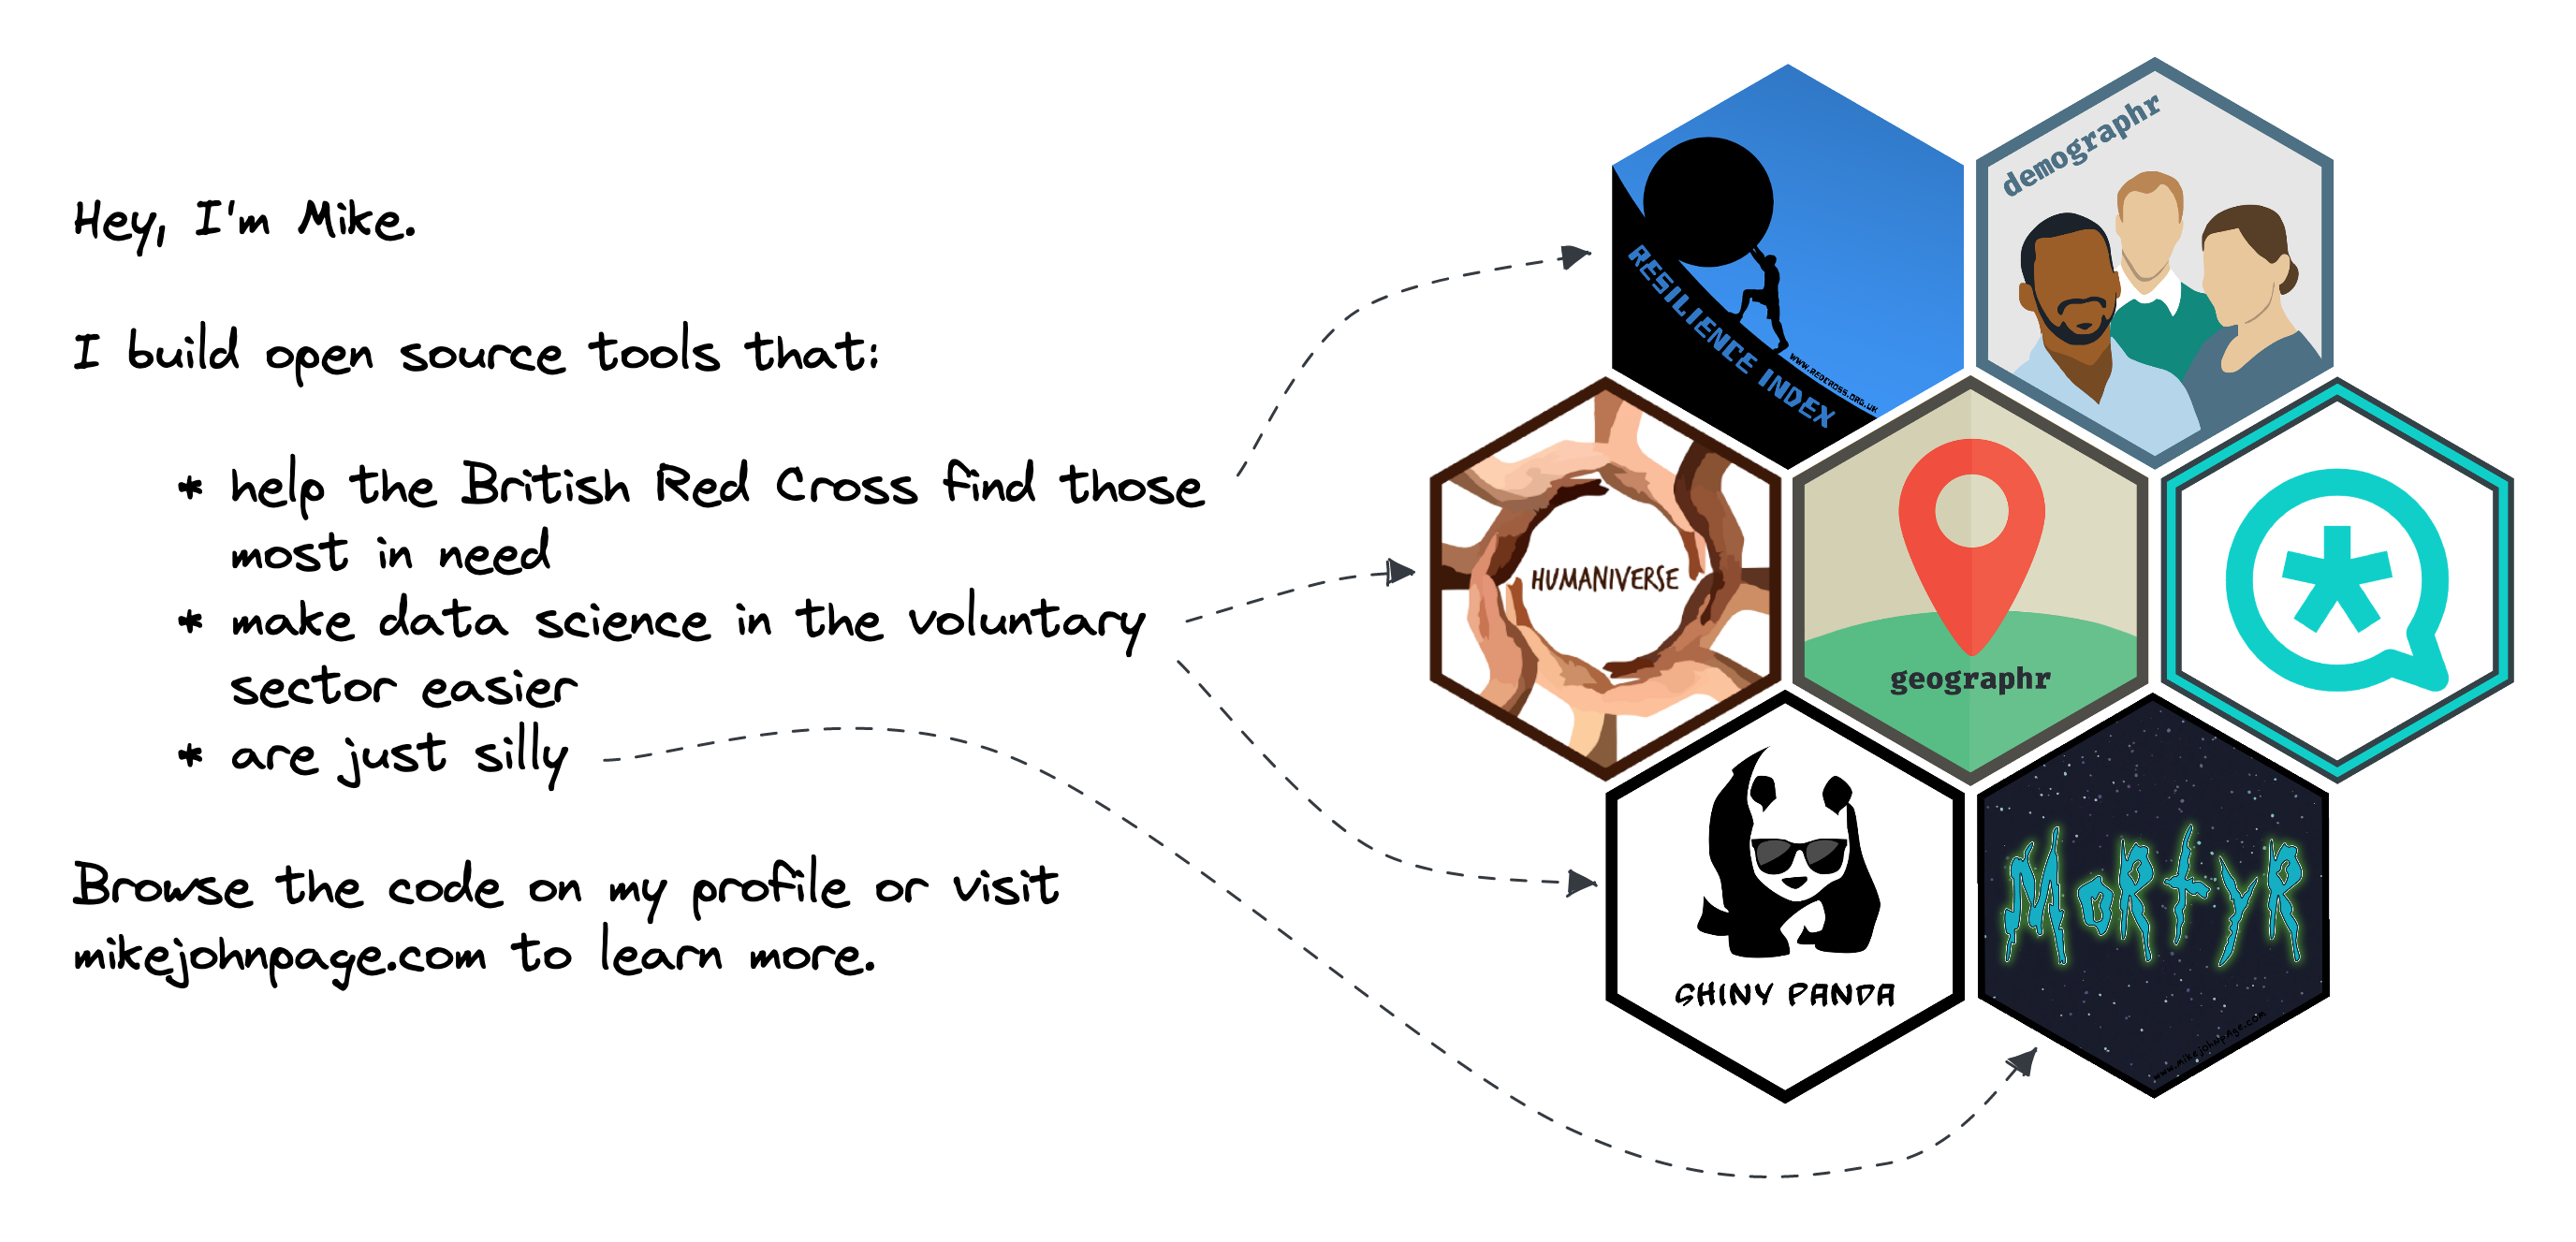 Hey, I'm Mike.
I build open source tools that:
* help the British Red Cross find those
most in need
* make data science in the voluntary
sector easier
* are just silly
Browse the code on my profile or visit
mikejohnpage.com to learn more.
RESILIENCE INDEX
WWW.REDCROSS.ORG.UK
demographr
HUMANIVERSE
geographr
SHINY PANDA
MoRtyR
www.mikejohnpage.com